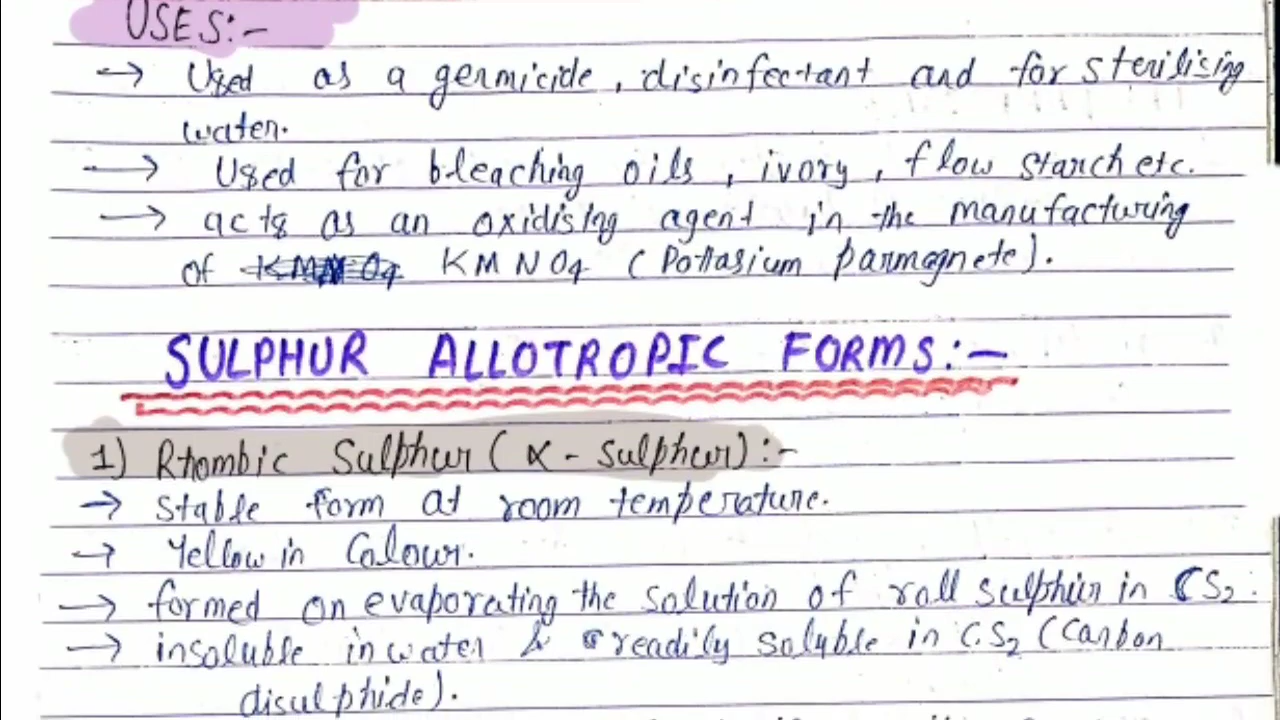 USES:-
→ Used as a germicide, disinfectant and for sterilising
water.
→ Used for bleaching oils, ivory, flow starch etc.
→ acts as an oxidising agent in the manufacturing
of KMNO4 KMNO4 (Pottasium parmagnete).
SULPHUR ALLOTROPIC FORMS:-
1) Rhombic Sulphur (α - sulphur):-
→ stable form at room temperature.
→ Yellow in Colour.
→ formed on evaporating the solution of roll sulphur in CS2.
→ insoluble in water & readily soluble in CS2 (Carbon
disulphide).